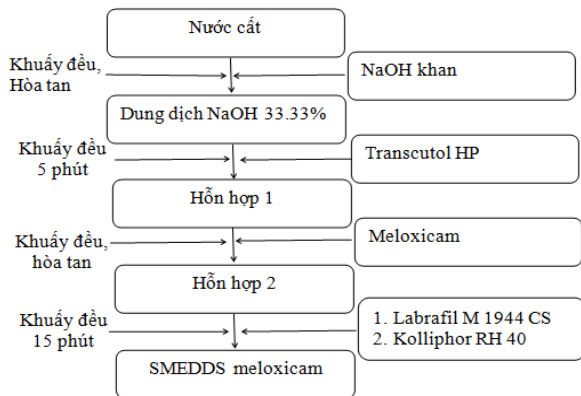 Nước cất
Khuấy đều,
Hòa tan
NaOH khan
Dung dịch NaOH 33.33%
Khuấy đều
5 phút
Transcutol HP
Hỗn hợp 1
Khuấy đều,
hòa tan
Meloxicam
Hỗn hợp 2
Khuấy đều
15 phút
1. Labrafil M 1944 CS
2. Kolliphor RH 40
SMEDDS meloxicam